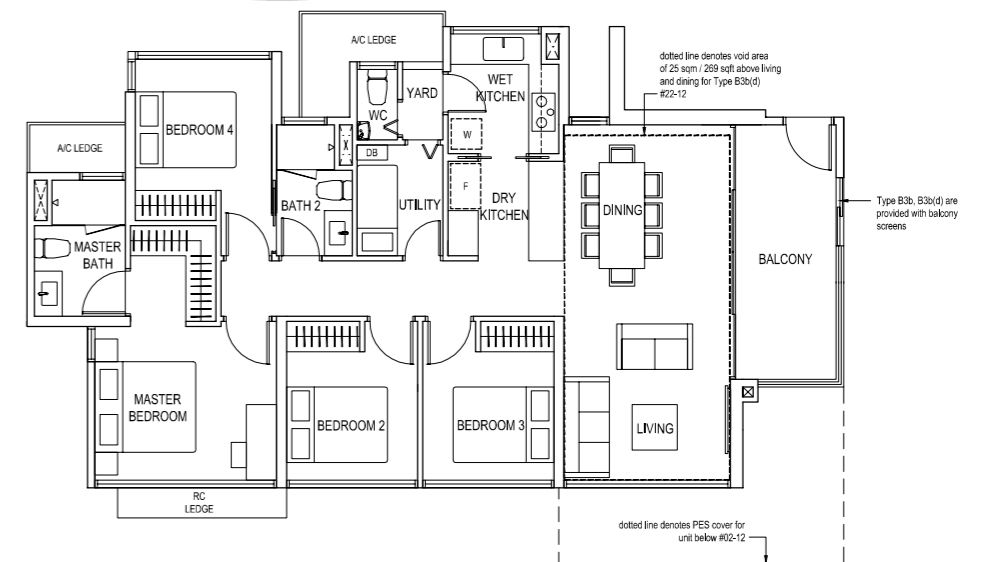 A/C LEDGE
dotted line denotes void area
of 25 sqm / 269 sqft above living
and dining for Type B3b(d)
#22-12
WET
KITCHEN
YARD
WC
BEDROOM 4
W
A/C LEDGE
DB
F
DRY
KITCHEN
UTILITY
BATH 2
DINING
Type B3b, B3b(d) are
provided with balcony
screens
MASTER
BATH
BALCONY
MASTER
BEDROOM
BEDROOM 2
BEDROOM 3
LIVING
RC
LEDGE
dotted line denotes PES cover for
unit below #02-12